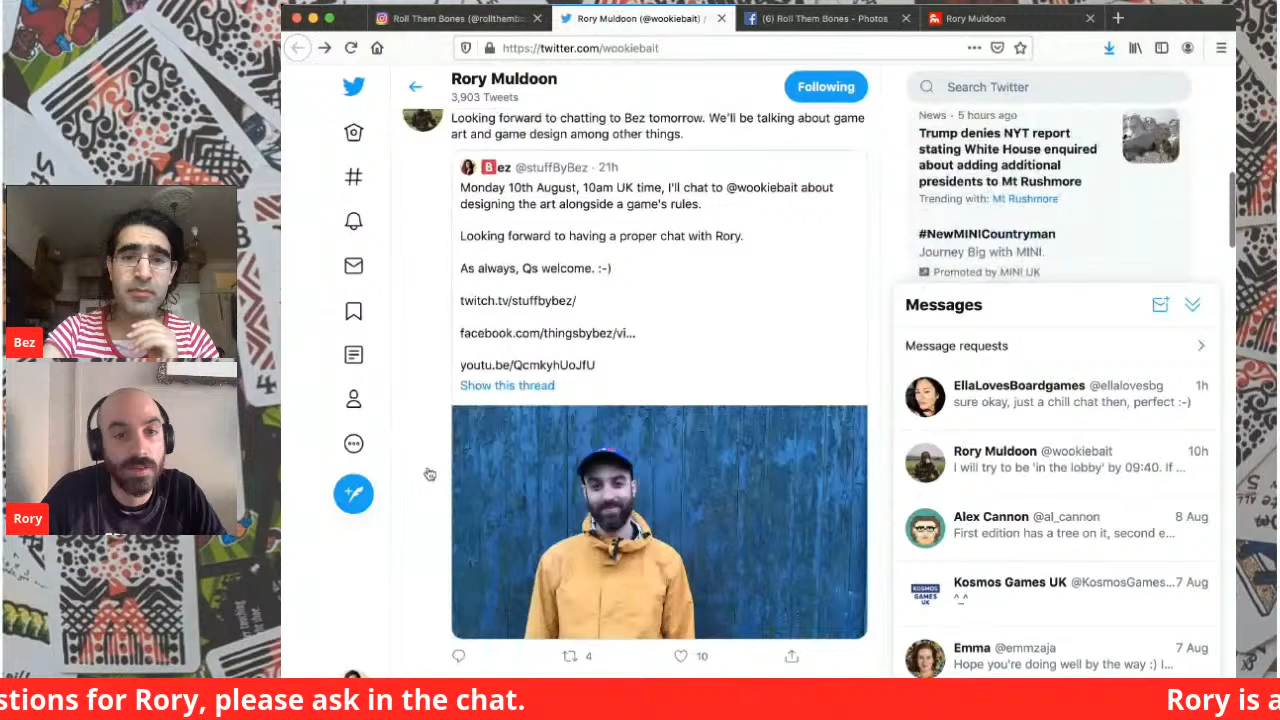 Roll Them Bones (@rollthembo
Rory Muldoon (@wookiebait) /
(6) Roll Them Bones - Photos
Rory Muldoon
https://twitter.com/wookiebait
Rory Muldoon
3,903 Tweets
Following
Search Twitter
Looking forward to chatting to Bez tomorrow. We'll be talking about game
art and game design among other things.
Bez @stuffByBez · 21h
Monday 10th August, 10am UK time, I'll chat to @wookiebait about
designing the art alongside a game's rules.
Looking forward to having a proper chat with Rory.
As always, Qs welcome. :-)
twitch.tv/stuffbybez/
facebook.com/thingsbybez/vi...
youtu.be/QcmkyhUoJfU
Show this thread
4
10
News · 5 hours ago
Trump denies NYT report
stating White House enquired
about adding additional
presidents to Mt Rushmore
Trending with: Mt Rushmore
#NewMINICountryman
Journey Big with MINI.
Promoted by MINI UK
Messages
Message requests
EllaLovesBoardgames @ellalovesbg 1h
sure okay, just a chill chat then, perfect :-)
Rory Muldoon @wookiebait 10h
I will try to be 'in the lobby' by 09:40. If ...
Alex Cannon @al_cannon 8 Aug
First edition has a tree on it, second e...
KOSMOS
GAMES
UK
Kosmos Games UK @KosmosGames... 7 Aug
^_^
Emma @emmzaja 7 Aug
Hope you're doing well by the way :) I...
Bez
Rory
stions for Rory, please ask in the chat.
Rory is a